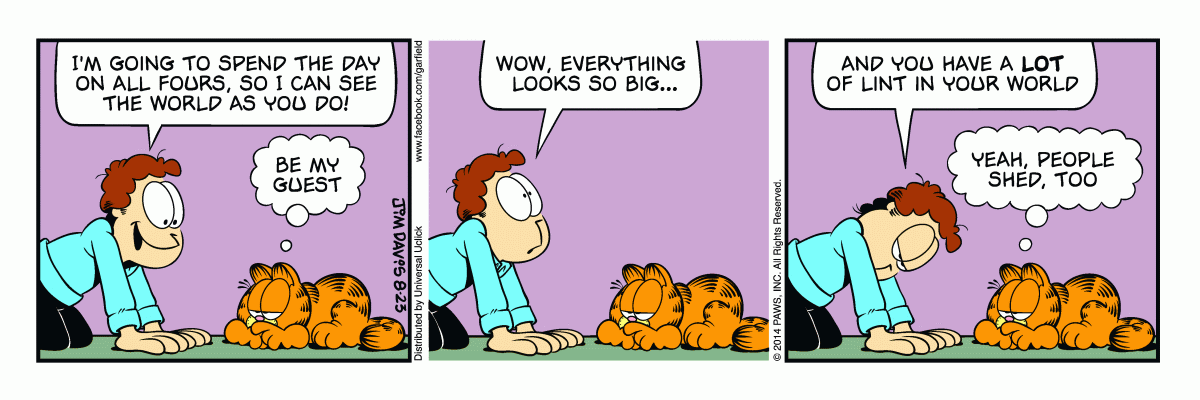 I'M GOING TO SPEND THE DAY
ON ALL FOURS, SO I CAN SEE
THE WORLD AS YOU DO!
BE MY
GUEST
JIM DAVIS 8-23
www.facebook.com/garfield
Distributed by Universal Uclick
WOW, EVERYTHING
LOOKS SO BIG...
© 2014 PAWS, INC. All Rights Reserved.
AND YOU HAVE A LOT
OF LINT IN YOUR WORLD
YEAH, PEOPLE
SHED, TOO